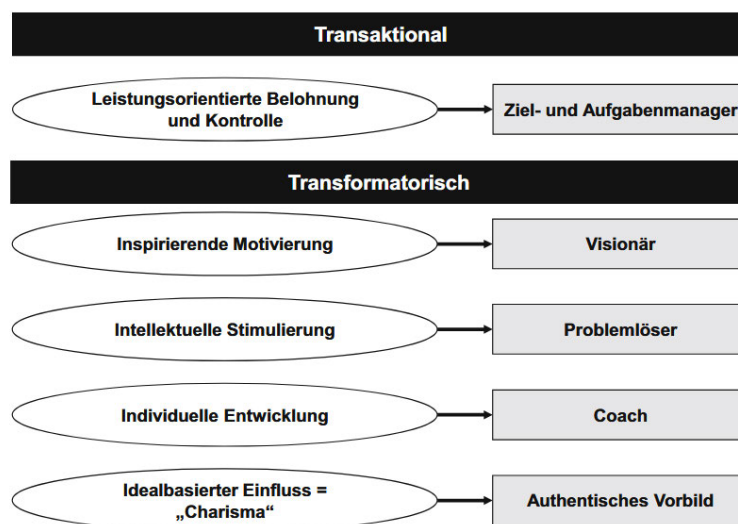 Transaktional
Leistungsorientierte Belohnung
und Kontrolle
Ziel- und Aufgabenmanager
Transformatorisch
Inspirierende Motivierung
Visionär
Intellektuelle Stimulierung
Problemlöser
Individuelle Entwicklung
Coach
Idealbasierter Einfluss =
„Charisma“
Authentisches Vorbild